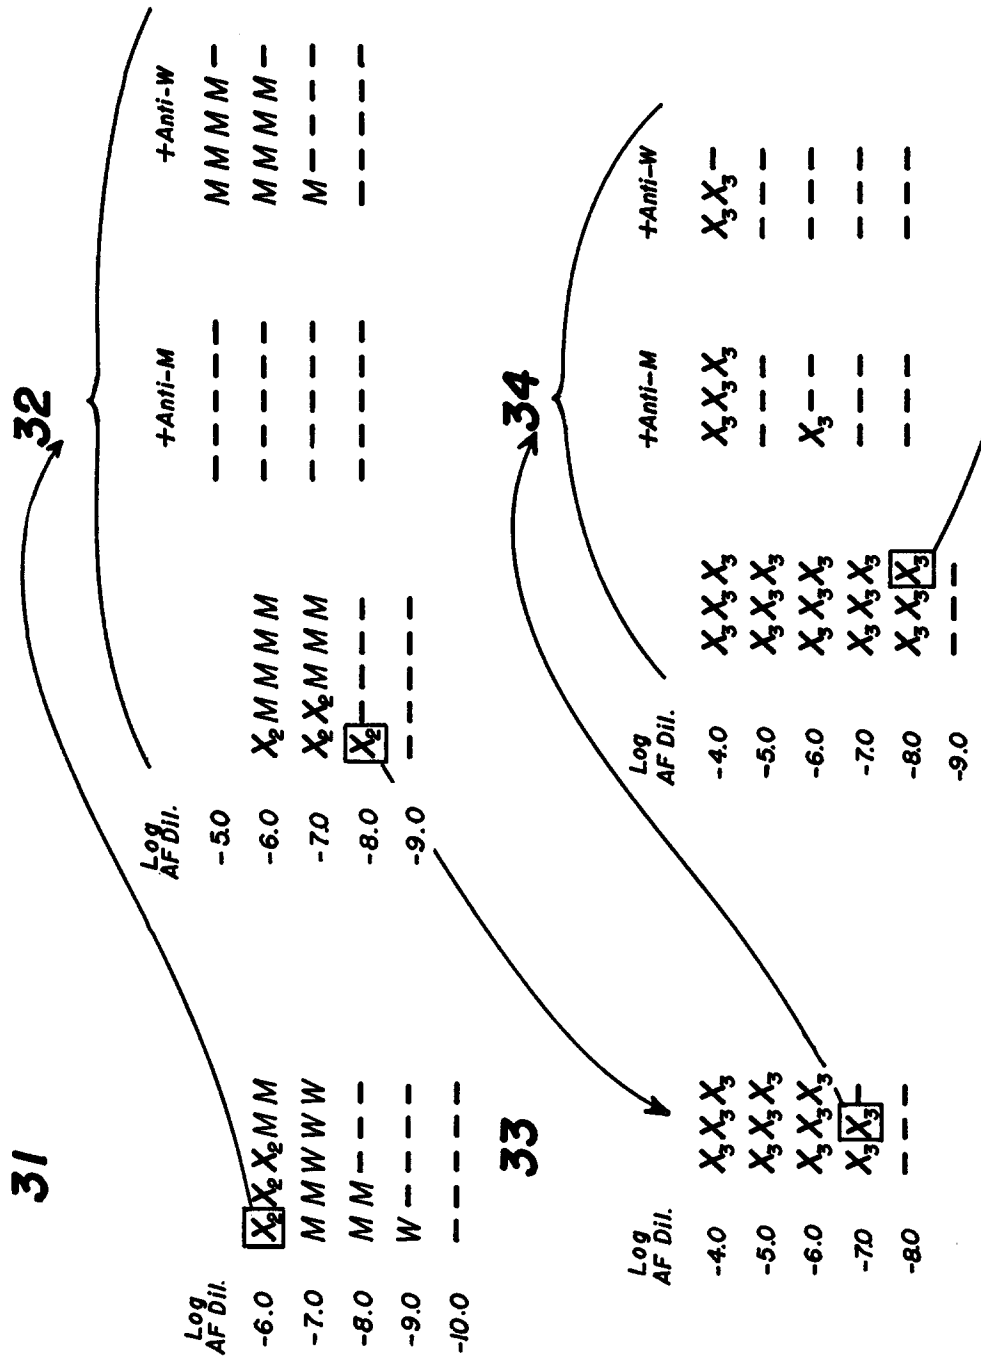 31
Log
AF Dil.
-6.0 X₂ X₂ X₂ M M
-7.0 M M W W W
-8.0 M M - - -
-9.0 W - - - -
-10.0 - - - - -
32
Log
AF Dil. +Anti-M +Anti-W
-5.0 - - - - - M M M M -
-6.0 X₂ M M M M - - - - - M M M M -
-7.0 X₂ X₂ M M M - - - - - M - - - -
-8.0 X₂ - - - - - - - - - - - - - -
-9.0 - - - - -
33
Log
AF Dil.
-4.0 X₃ X₃ X₃
-5.0 X₃ X₃ X₃
-6.0 X₃ X₃ X₃
-7.0 X₃ X₃ -
-8.0 - - -
34
Log
AF Dil. +Anti-M +Anti-W
-4.0 X₃ X₃ X₃ X₃ X₃ X₃ X₃ X₃ -
-5.0 X₃ X₃ X₃ - - - - - -
-6.0 X₃ X₃ X₃ X₃ - - - - -
-7.0 X₃ X₃ X₃ - - - - - -
-8.0 X₃ X₃ X₃ - - - - - -
-9.0 - - -